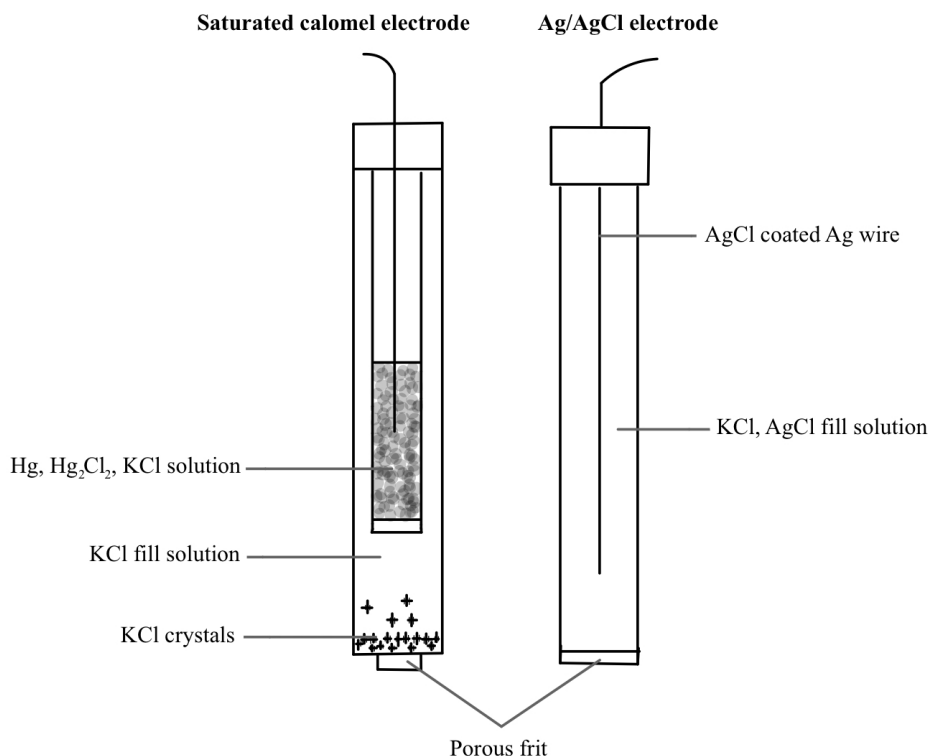 Saturated calomel electrode
Ag/AgCl electrode
AgCl coated Ag wire
KCl, AgCl fill solution
Hg, Hg₂Cl₂, KCl solution
KCl fill solution
KCl crystals
Porous frit